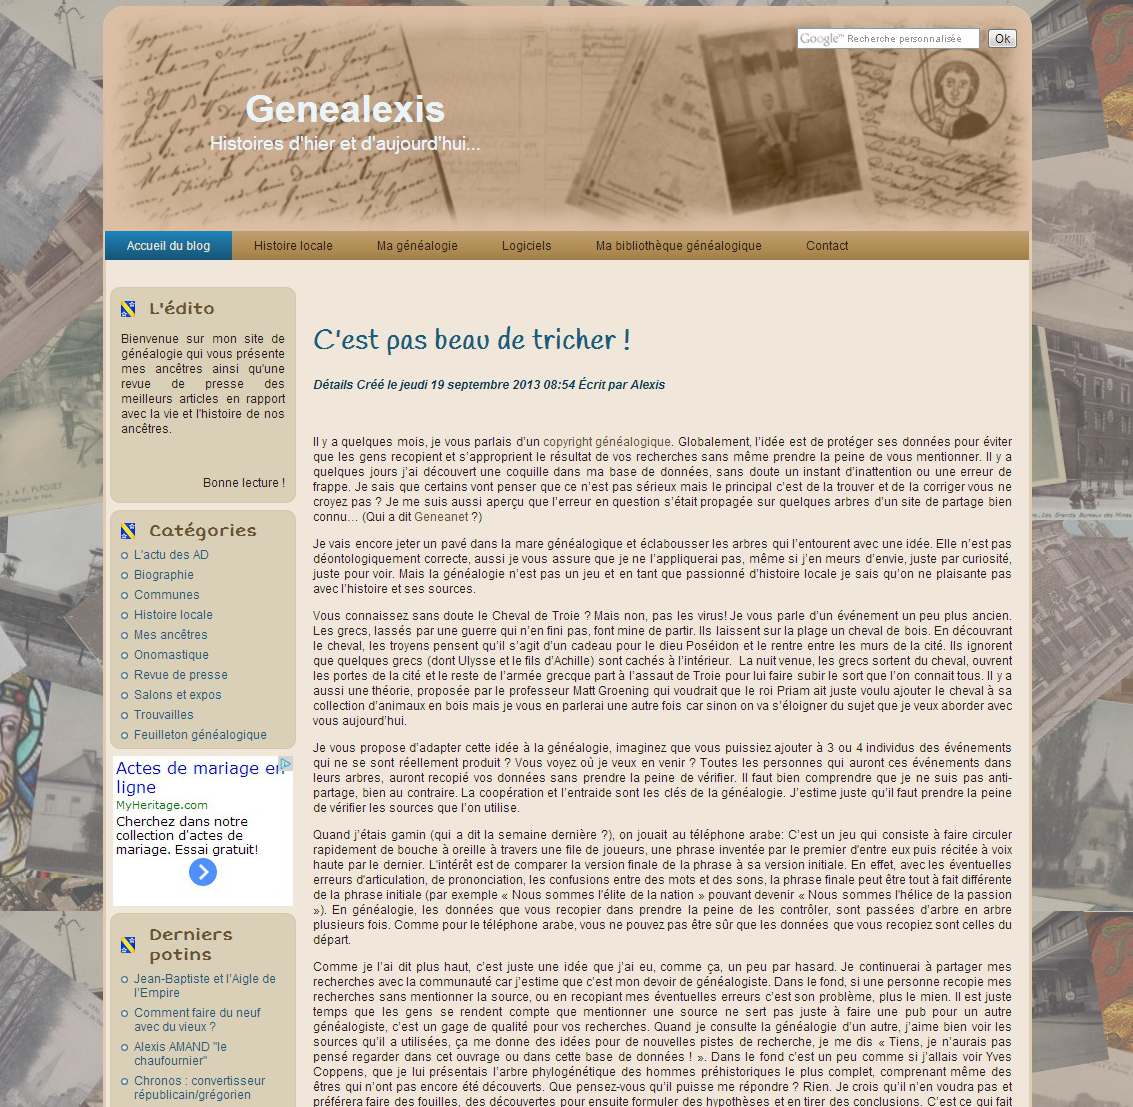 Google™ Recherche personnalisée
Ok
Genealexis
Histoires d'hier et d'aujourd'hui...
Accueil du blog
Histoire locale
Ma généalogie
Logiciels
Ma bibliothèque généalogique
Contact
L'édito
Bienvenue sur mon site de
généalogie qui vous présente
mes ancêtres ainsi qu'une
revue de presse des
meilleurs articles en rapport
avec la vie et l'histoire de nos
ancêtres.
Bonne lecture !
Catégories
L'actu des AD
Biographie
Communes
Histoire locale
Mes ancêtres
Onomastique
Revue de presse
Salons et expos
Trouvailles
Feuilleton généalogique
Actes de mariage en
ligne
MyHeritage.com
Cherchez dans notre
collection d'actes de
mariage. Essai gratuit!
Derniers
potins
Jean-Baptiste et l'Aigle de
l'Empire
Comment faire du neuf
avec du vieux ?
Alexis AMAND "le
chaufournier"
Chronos : convertisseur
républicain/grégorien
C'est pas beau de tricher !
Détails Créé le jeudi 19 septembre 2013 08:54 Écrit par Alexis
Il y a quelques mois, je vous parlais d'un copyright généalogique. Globalement, l'idée est de protéger ses données pour éviter
que les gens recopient et s'approprient le résultat de vos recherches sans même prendre la peine de vous mentionner. Il y a
quelques jours j'ai découvert une coquille dans ma base de données, sans doute un instant d'inattention ou une erreur de
frappe. Je sais que certains vont penser que ce n'est pas sérieux mais le principal c'est de la trouver et de la corriger vous ne
croyez pas ? Je me suis aussi aperçu que l'erreur en question s'était propagée sur quelques arbres d'un site de partage bien
connu… (Qui a dit Geneanet ?)
Je vais encore jeter un pavé dans la mare généalogique et éclabousser les arbres qui l'entourent avec une idée. Elle n'est pas
déontologiquement correcte, aussi je vous assure que je ne l'appliquerai pas, même si j'en meurs d'envie, juste par curiosité,
juste pour voir. Mais la généalogie n'est pas un jeu et en tant que passionné d'histoire locale je sais qu'on ne plaisante pas
avec l'histoire et ses sources.
Vous connaissez sans doute le Cheval de Troie ? Mais non, pas les virus! Je vous parle d'un événement un peu plus ancien.
Les grecs, lassés par une guerre qui n'en fini pas, font mine de partir. Ils laissent sur la plage un cheval de bois. En découvrant
le cheval, les troyens pensent qu'il s'agit d'un cadeau pour le dieu Poséidon et le rentre entre les murs de la cité. Ils ignorent
que quelques grecs (dont Ulysse et le fils d'Achille) sont cachés à l'intérieur.  La nuit venue, les grecs sortent du cheval, ouvrent
les portes de la cité et le reste de l'armée grecque part à l'assaut de Troie pour lui faire subir le sort que l'on connait tous. Il y a
aussi une théorie, proposée par le professeur Matt Groening qui voudrait que le roi Priam ait juste voulu ajouter le cheval à sa
collection d'animaux en bois mais je vous en parlerai une autre fois car sinon on va s'éloigner du sujet que je veux aborder avec
vous aujourd'hui.
Je vous propose d'adapter cette idée à la généalogie, imaginez que vous puissiez ajouter à 3 ou 4 individus des événements
qui ne se sont réellement produit ? Vous voyez où je veux en venir ? Toutes les personnes qui auront ces événements dans
leurs arbres, auront recopié vos données sans prendre la peine de vérifier. Il faut bien comprendre que je ne suis pas anti-
partage, bien au contraire. La coopération et l'entraide sont les clés de la généalogie. J'estime juste qu'il faut prendre la peine
de vérifier les sources que l'on utilise.
Quand j'étais gamin (qui a dit la semaine dernière ?), on jouait au téléphone arabe: C'est un jeu qui consiste à faire circuler
rapidement de bouche à oreille à travers une file de joueurs, une phrase inventée par le premier d'entre eux puis récitée à voix
haute par le dernier. L'intérêt est de comparer la version finale de la phrase à sa version initiale. En effet, avec les éventuelles
erreurs d'articulation, de prononciation, les confusions entre des mots et des sons, la phrase finale peut être tout à fait différente
de la phrase initiale (par exemple « Nous sommes l'élite de la nation » pouvant devenir « Nous sommes l'hélice de la passion
»). En généalogie, les données que vous recopier dans prendre la peine de les contrôler, sont passées d'arbre en arbre
plusieurs fois. Comme pour le téléphone arabe, vous ne pouvez pas être sûr que les données que vous recopiez sont celles du
départ.
Comme je l'ai dit plus haut, c'est juste une idée que j'ai eu, comme ça, un peu par hasard. Je continuerai à partager mes
recherches avec la communauté car j'estime que c'est mon devoir de généalogiste. Dans le fond, si une personne recopie mes
recherches sans mentionner la source, ou en recopiant mes éventuelles erreurs c'est son problème, plus le mien. Il est juste
temps que les gens se rendent compte que mentionner une source ne sert pas juste à faire une pub pour un autre
généalogiste, c'est un gage de qualité pour vos recherches. Quand je consulte la généalogie d'un autre, j'aime bien voir les
sources qu'il a utilisées, ça me donne des idées pour de nouvelles pistes de recherche, je me dis « Tiens, je n'aurais pas
pensé regarder dans cet ouvrage ou dans cette base de données ! ». Dans le fond c'est un peu comme si j'allais voir Yves
Coppens, que je lui présentais l'arbre phylogénétique des hommes préhistoriques le plus complet, comprenant même des
êtres qui n'ont pas encore été découverts. Que pensez-vous qu'il puisse me répondre ? Rien. Je crois qu'il n'en voudra pas et
préférera faire des fouilles, des découvertes pour ensuite formuler des hypothèses et en tirer des conclusions. C'est ce qui fait